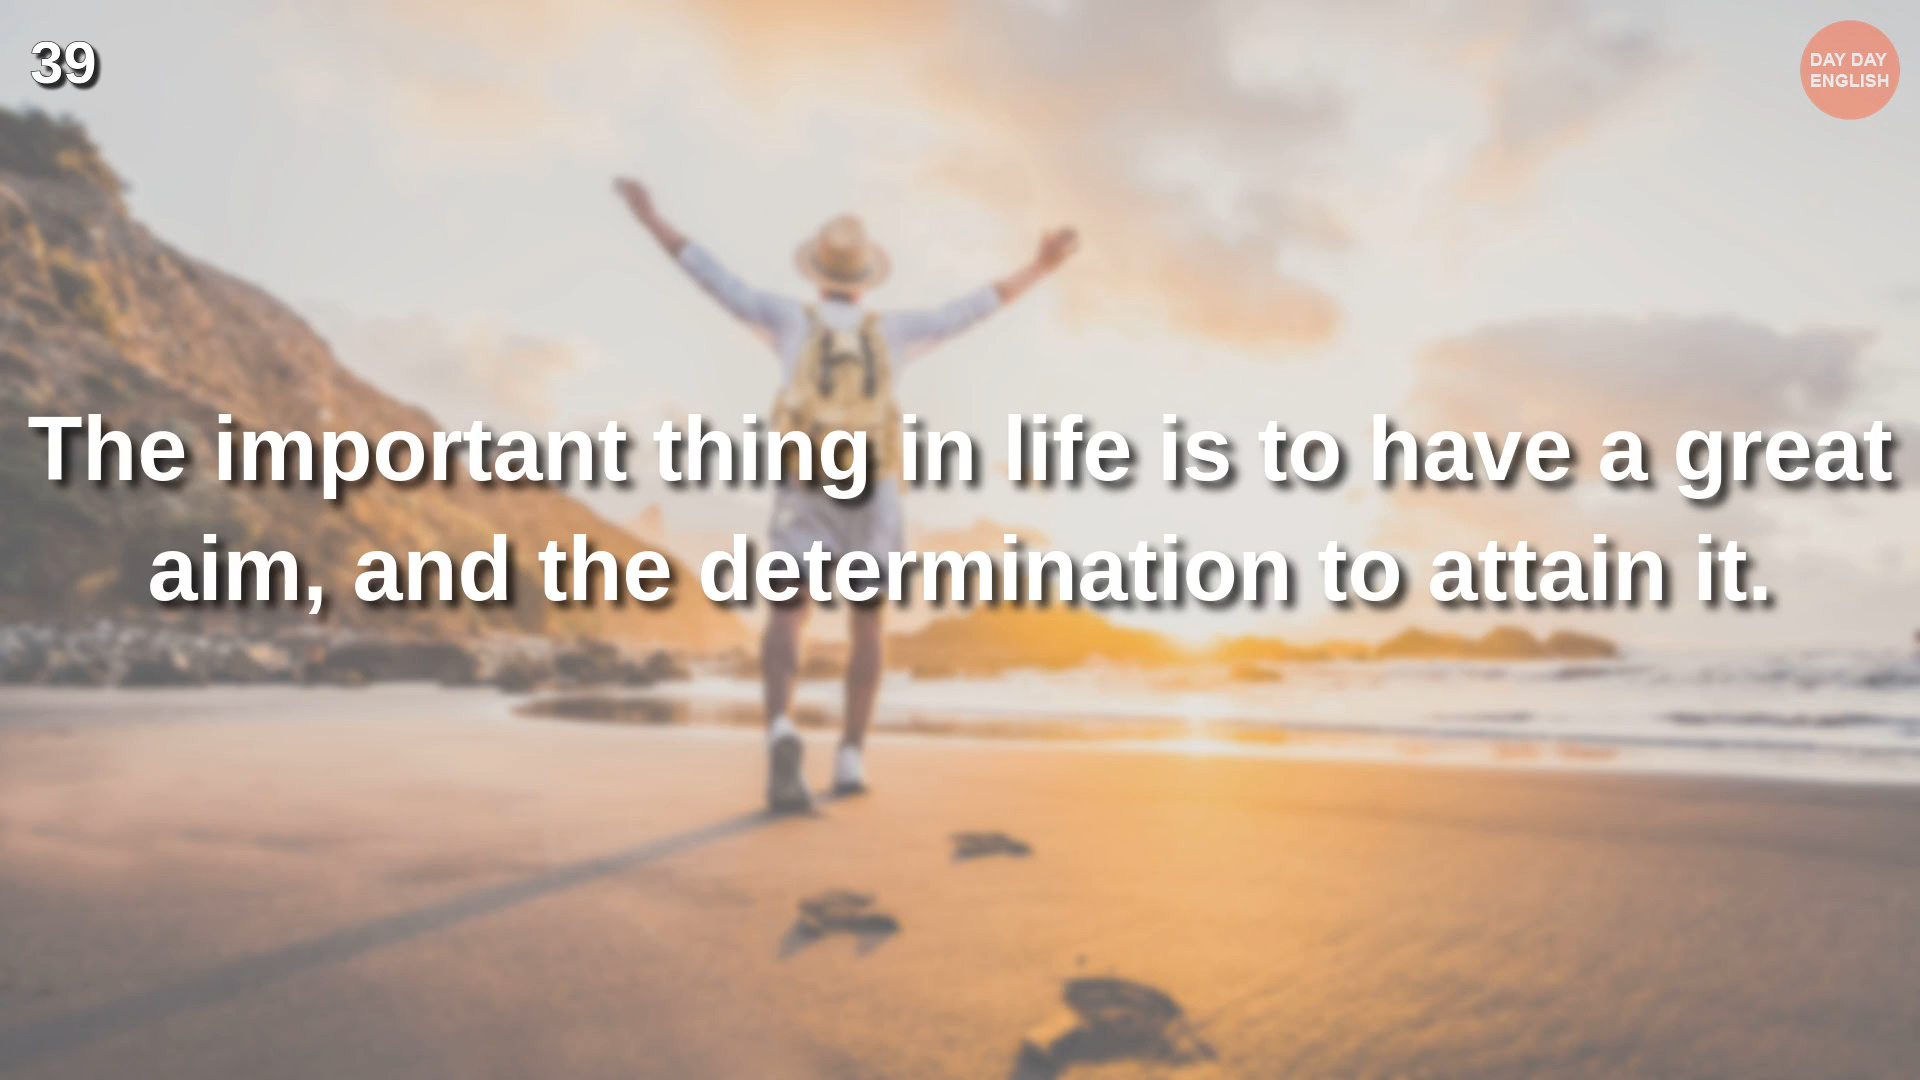 39
DAY DAY
ENGLISH
The important thing in life is to have a great
aim, and the determination to attain it.